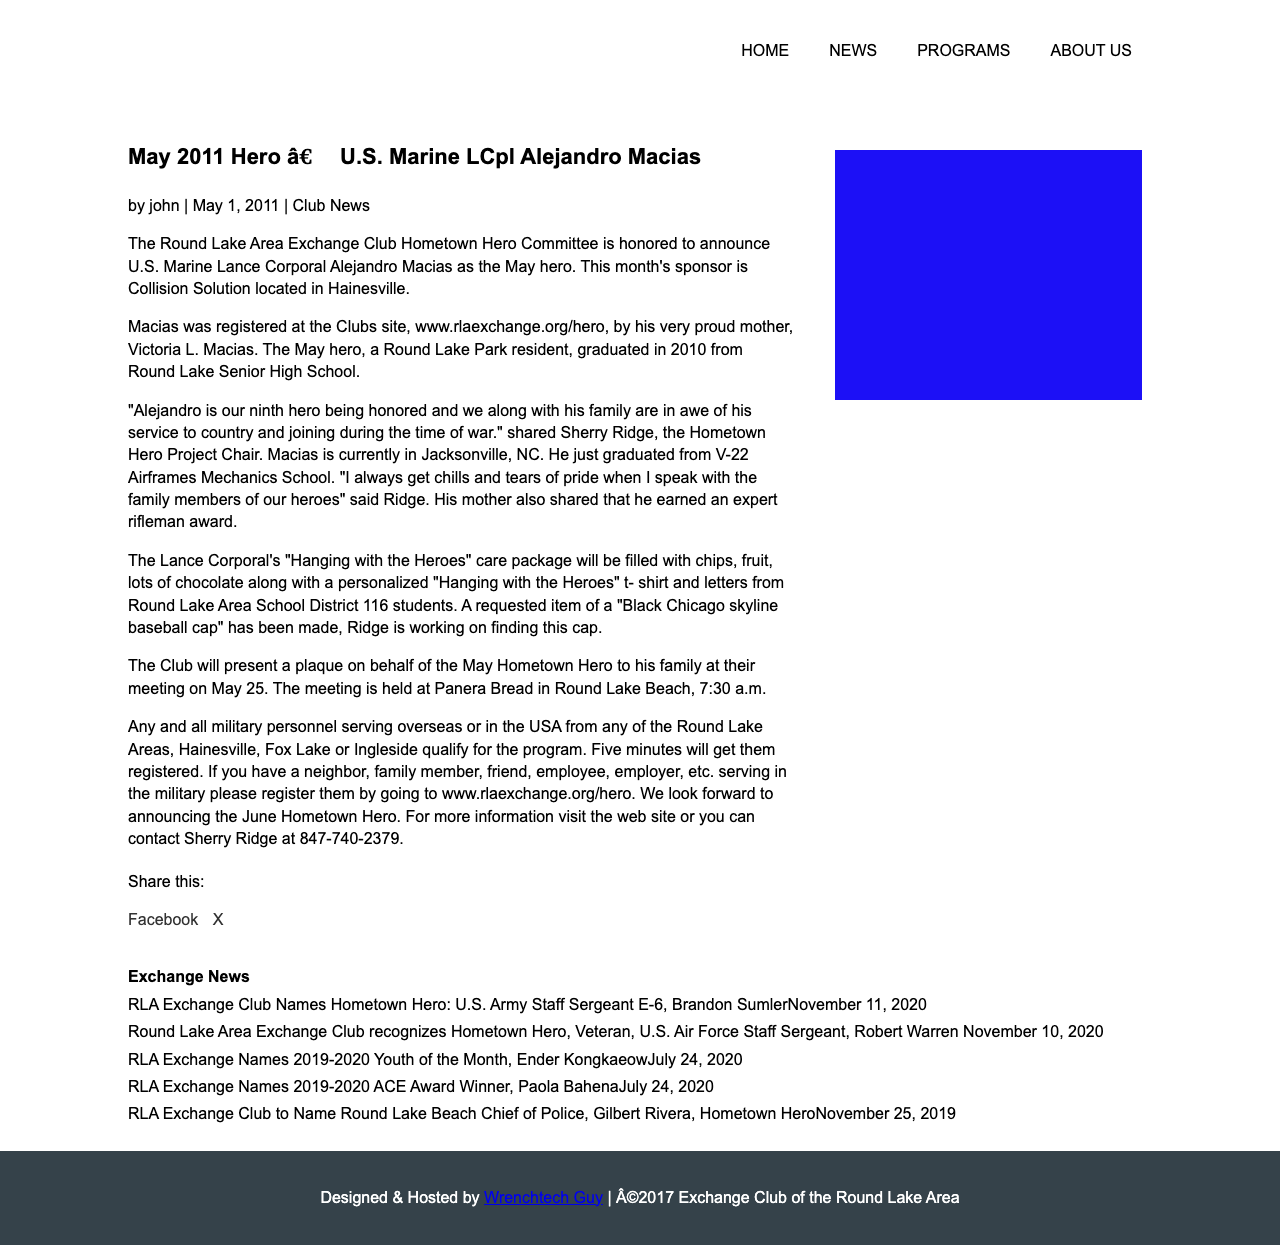 HOME NEWS PROGRAMS ABOUT US
May 2011 Hero â€ U.S. Marine LCpl Alejandro Macias
by john | May 1, 2011 | Club News
The Round Lake Area Exchange Club Hometown Hero Committee is honored to announce
U.S. Marine Lance Corporal Alejandro Macias as the May hero. This month's sponsor is
Collision Solution located in Hainesville.
Macias was registered at the Clubs site, www.rlaexchange.org/hero, by his very proud mother,
Victoria L. Macias. The May hero, a Round Lake Park resident, graduated in 2010 from
Round Lake Senior High School.
"Alejandro is our ninth hero being honored and we along with his family are in awe of his
service to country and joining during the time of war." shared Sherry Ridge, the Hometown
Hero Project Chair. Macias is currently in Jacksonville, NC. He just graduated from V-22
Airframes Mechanics School. "I always get chills and tears of pride when I speak with the
family members of our heroes" said Ridge. His mother also shared that he earned an expert
rifleman award.
The Lance Corporal's "Hanging with the Heroes" care package will be filled with chips, fruit,
lots of chocolate along with a personalized "Hanging with the Heroes" t- shirt and letters from
Round Lake Area School District 116 students. A requested item of a "Black Chicago skyline
baseball cap" has been made, Ridge is working on finding this cap.
The Club will present a plaque on behalf of the May Hometown Hero to his family at their
meeting on May 25. The meeting is held at Panera Bread in Round Lake Beach, 7:30 a.m.
Any and all military personnel serving overseas or in the USA from any of the Round Lake
Areas, Hainesville, Fox Lake or Ingleside qualify for the program. Five minutes will get them
registered. If you have a neighbor, family member, friend, employee, employer, etc. serving in
the military please register them by going to www.rlaexchange.org/hero. We look forward to
announcing the June Hometown Hero. For more information visit the web site or you can
contact Sherry Ridge at 847-740-2379.
Share this:
Facebook X
Exchange News
RLA Exchange Club Names Hometown Hero: U.S. Army Staff Sergeant E-6, Brandon SumlerNovember 11, 2020
Round Lake Area Exchange Club recognizes Hometown Hero, Veteran, U.S. Air Force Staff Sergeant, Robert Warren November 10, 2020
RLA Exchange Names 2019-2020 Youth of the Month, Ender KongkaeowJuly 24, 2020
RLA Exchange Names 2019-2020 ACE Award Winner, Paola BahenaJuly 24, 2020
RLA Exchange Club to Name Round Lake Beach Chief of Police, Gilbert Rivera, Hometown HeroNovember 25, 2019
Designed & Hosted by Wrenchtech Guy | Â©2017 Exchange Club of the Round Lake Area